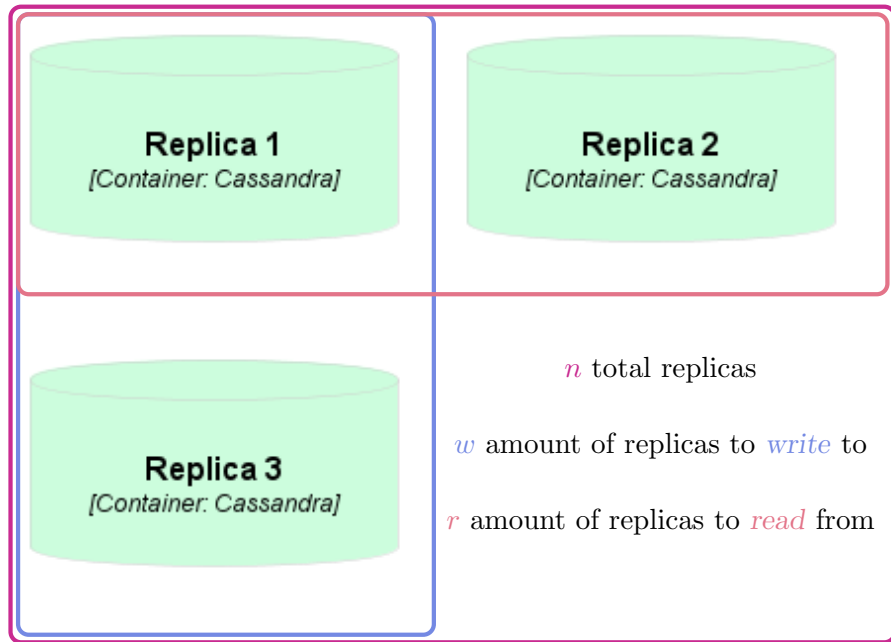 Replica 1
[Container: Cassandra]
Replica 2
[Container: Cassandra]
Replica 3
[Container: Cassandra]
n total replicas
w amount of replicas to write to
r amount of replicas to read from